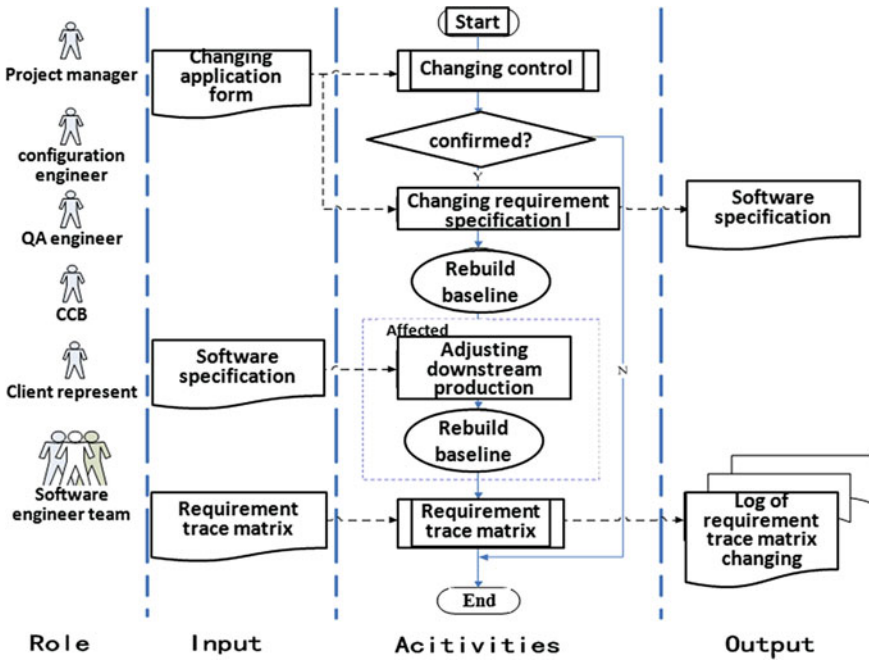 Start
Project manager
Changing
application
form
Changing control
configuration
engineer
confirmed?
Y
QA engineer
Changing requirement
specification l
Software
specification
CCB
Rebuild
baseline
Affected
Client represent
Software
specification
Adjusting
downstream
production
N
Rebuild
baseline
Software
engineer team
Requirement
trace matrix
Requirement
trace matrix
Log of
requirement
trace matrix
changing
End
Role
Input
Acitivities
Output